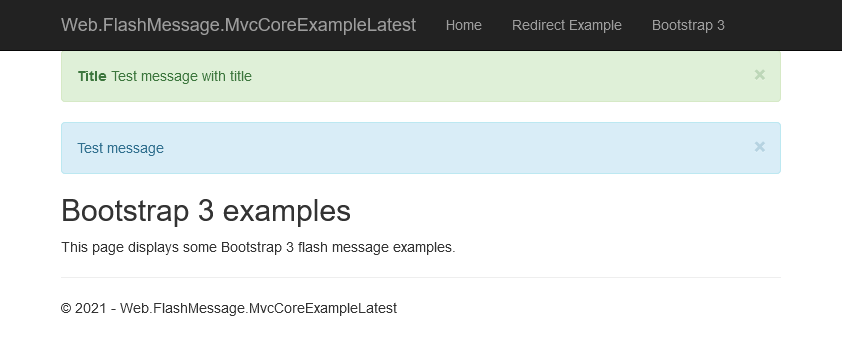 Web.FlashMessage.MvcCoreExampleLatest Home Redirect Example Bootstrap 3
Title Test message with title ×
Test message ×
Bootstrap 3 examples
This page displays some Bootstrap 3 flash message examples.
© 2021 - Web.FlashMessage.MvcCoreExampleLatest